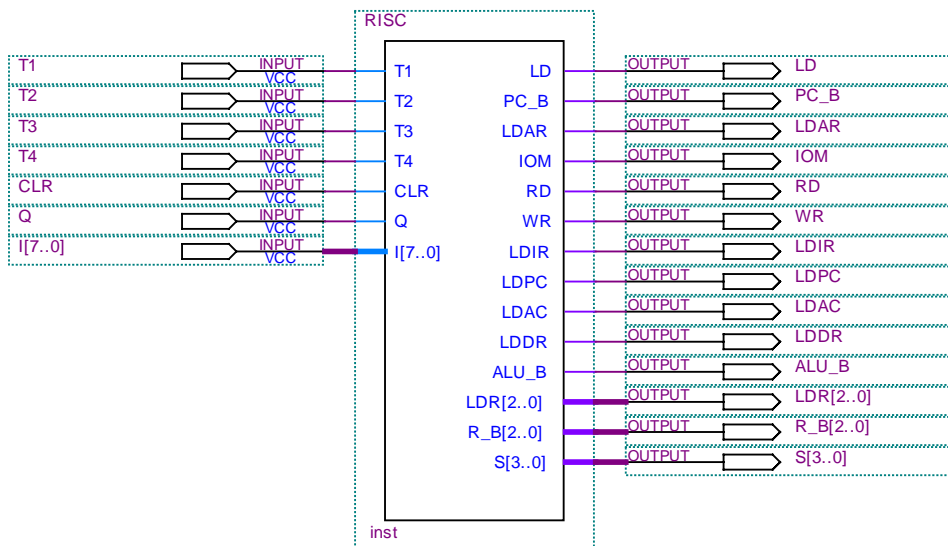 RISC
T1 INPUT VCC T1 LD OUTPUT LD
T2 INPUT VCC T2 PC_B OUTPUT PC_B
T3 INPUT VCC T3 LDAR OUTPUT LDAR
T4 INPUT VCC T4 IOM OUTPUT IOM
CLR INPUT VCC CLR RD OUTPUT RD
Q INPUT VCC Q WR OUTPUT WR
I[7..0] INPUT VCC I[7..0] LDIR OUTPUT LDIR
LDPC OUTPUT LDPC
LDAC OUTPUT LDAC
LDDR OUTPUT LDDR
ALU_B OUTPUT ALU_B
LDR[2..0] OUTPUT LDR[2..0]
R_B[2..0] OUTPUT R_B[2..0]
S[3..0] OUTPUT S[3..0]
inst